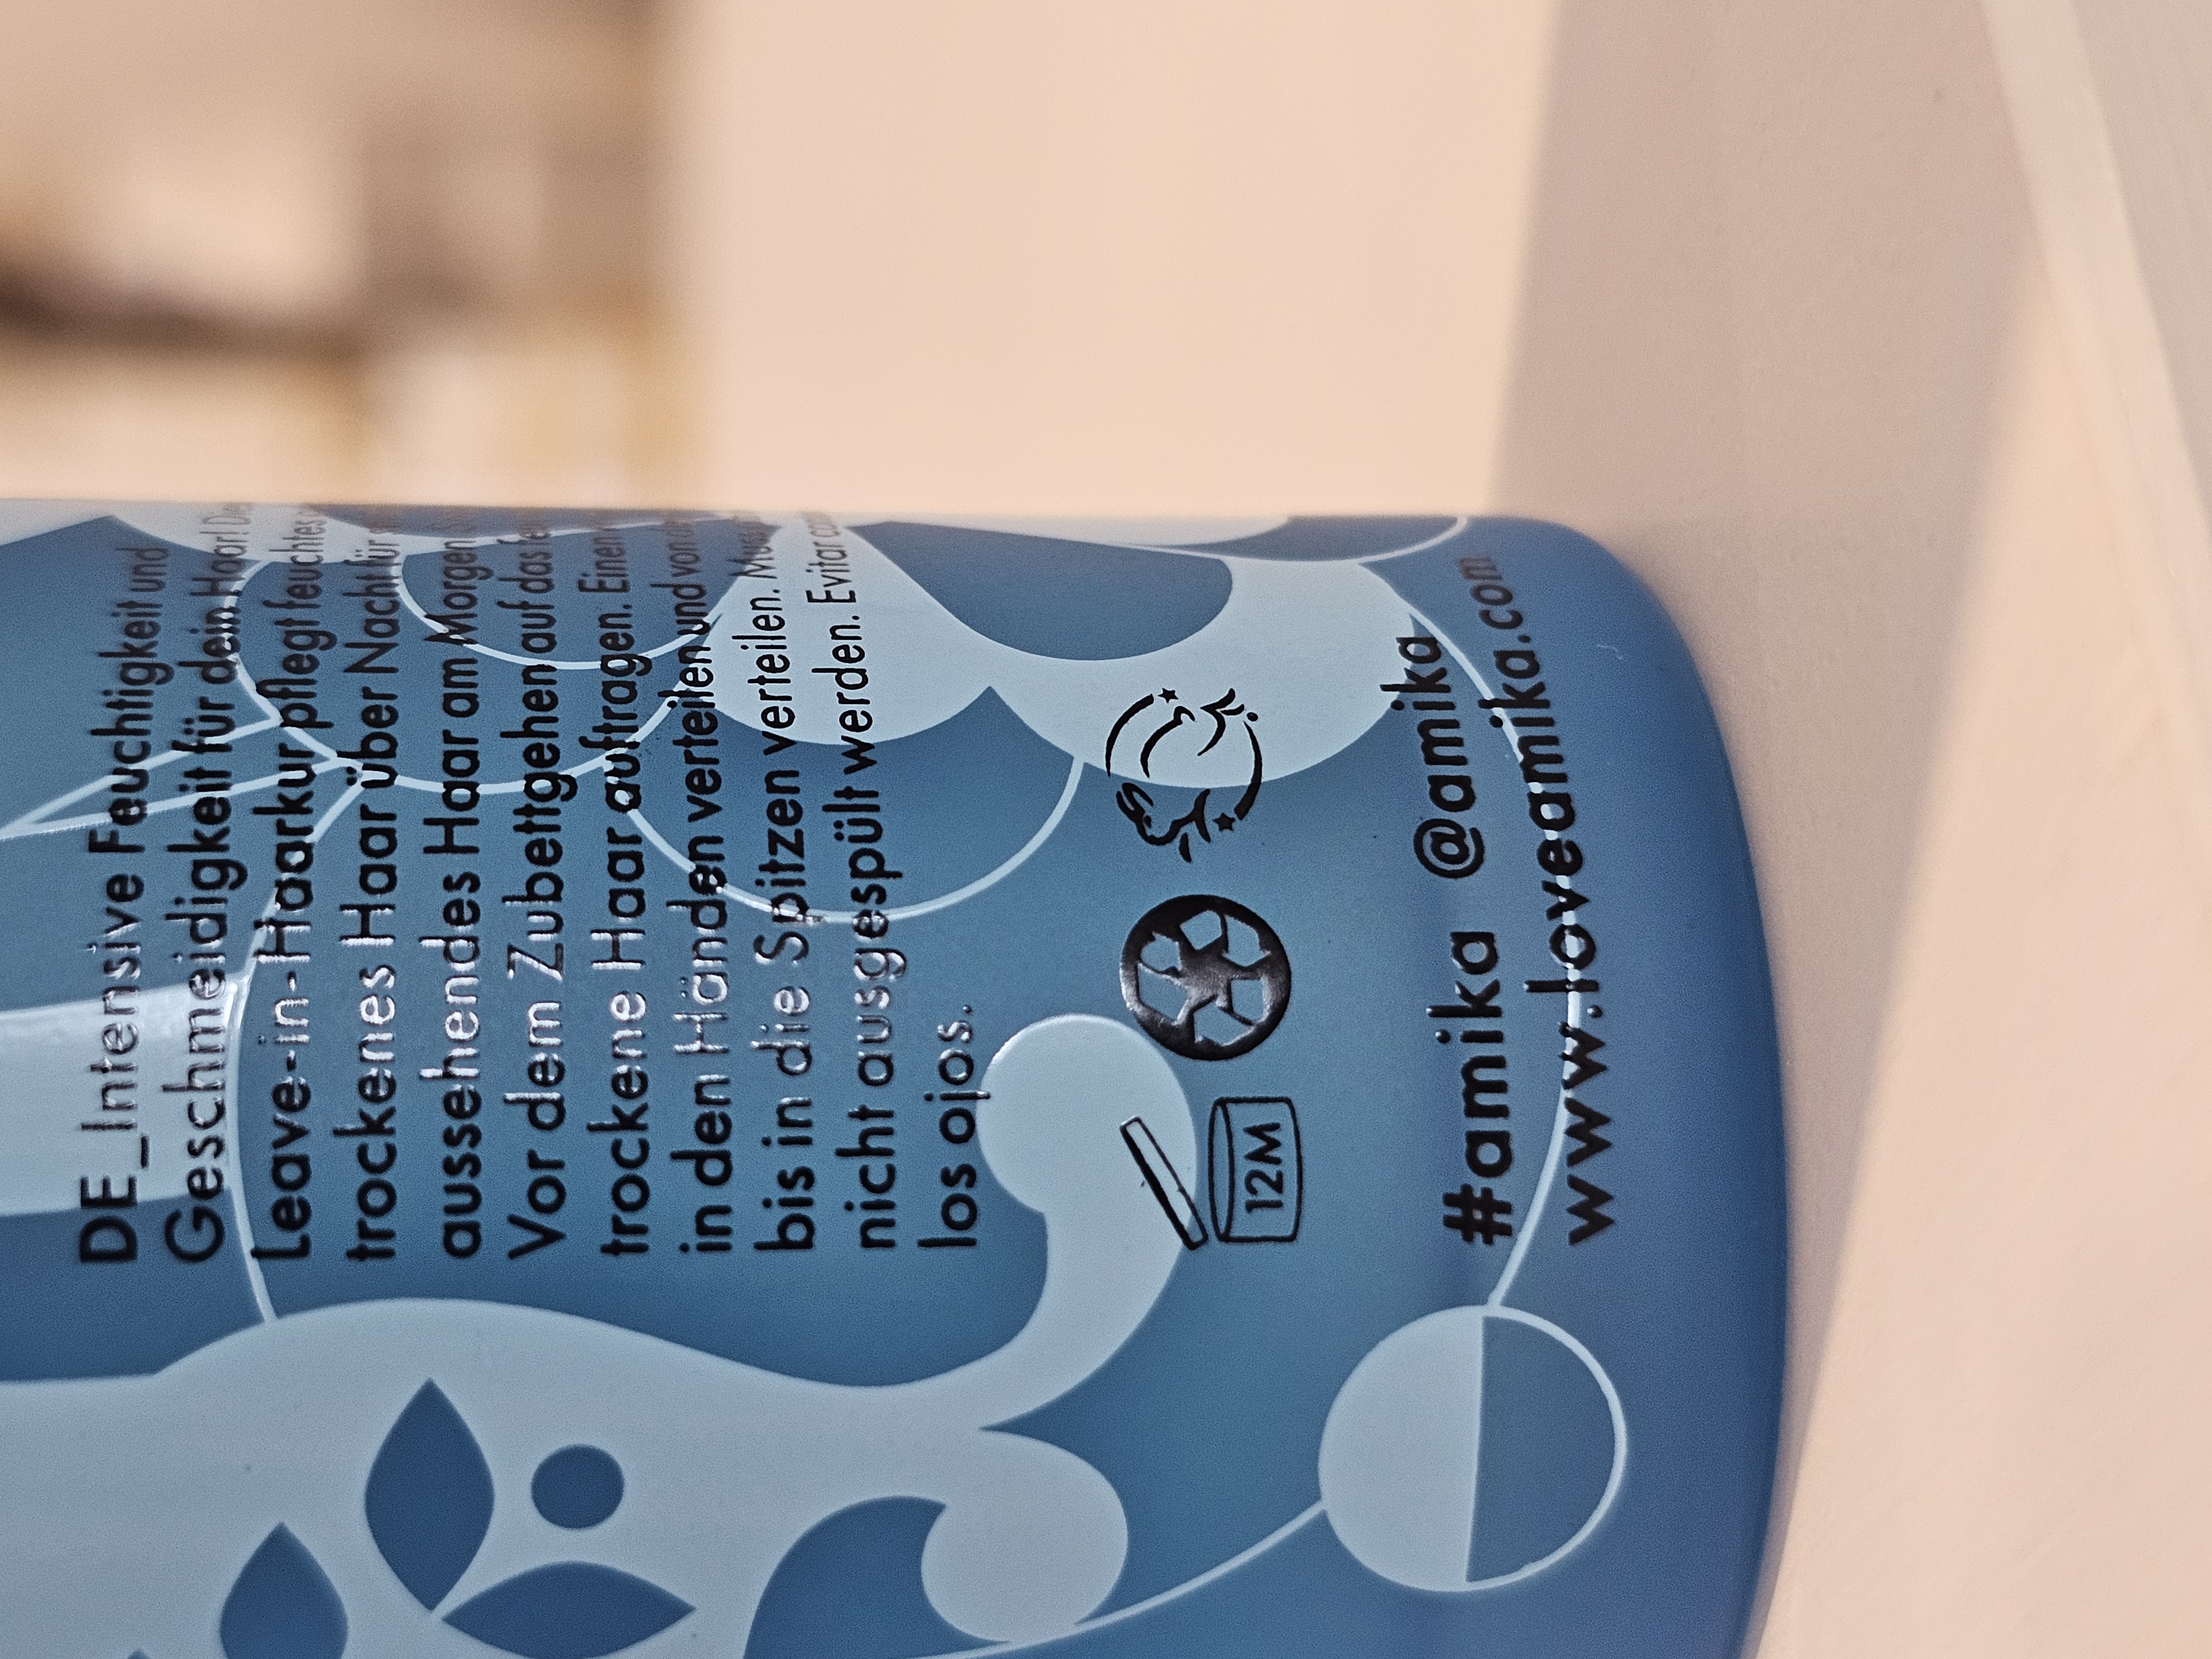 DE_Intensive Feuchtigkeit und
Geschmeidigkeit für dein Haar!
Leave-in-Haarkur pflegt feuchtes
trockenes Haar über Nacht für
aussehendes Haar am Morgen.
Vor dem Zubettgehen auf das
trockene Haar auftragen. Einen
in den Händen verteilen und von
bis in die Spitzen verteilen.
nicht ausgespült werden. Evitar
los ojos.
12M
#amika @amika
www.loveamika.com